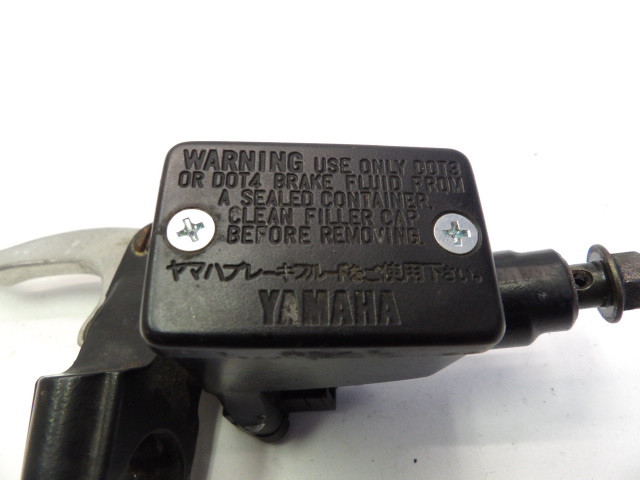 WARNING USE ONLY DOT3
OR DOT4 BRAKE FLUID FROM
A SEALED CONTAINER.
CLEAN FILLER CAP
BEFORE REMOVING.
ヤマハブレーキフルードをご使用下さい。
YAMAHA